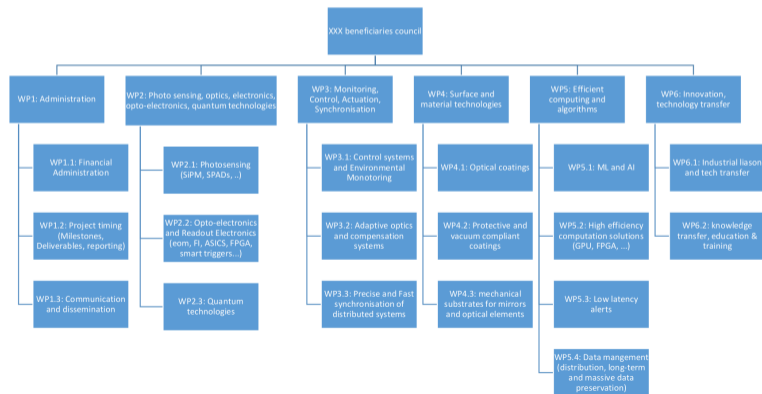 XXX beneficiaries council
WP1: Administration
WP2: Photo sensing, optics, electronics,
opto-electronics, quantum technologies
WP3: Monitoring,
Control, Actuation,
Synchronisation
WP4: Surface and
material technologies
WP5: Efficient
computing and
algorithms
WP6: Innovation,
technology transfer
WP1.1: Financial
Administration
WP1.2: Project timing
(Milestones,
Deliverables, reporting)
WP1.3: Communication
and dissemination
WP2.1: Photosensing
(SiPM, SPADs, ..)
WP2.2: Opto-electronics
and Readout Electronics
(eom, FI, ASICS, FPGA,
smart triggers...)
WP2.3: Quantum
technologies
WP3.1: Control systems
and Environmental
Monotoring
WP3.2: Adaptive optics
and compensation
systems
WP3.3: Precise and Fast
synchronisation of
distributed systems
WP4.1: Optical coatings
WP4.2: Protective and
vacuum compliant
coatings
WP4.3: mechanical
substrates for mirrors
and optical elements
WP5.1: ML and AI
WP5.2: High efficiency
computation solutions
(GPU, FPGA, ...)
WP5.3: Low latency
alerts
WP5.4: Data mangement
(distribution, long-term
and massive data
preservation)
WP6.1: Industrial liason
and tech transfer
WP6.2: knowledge
transfer, education &
training